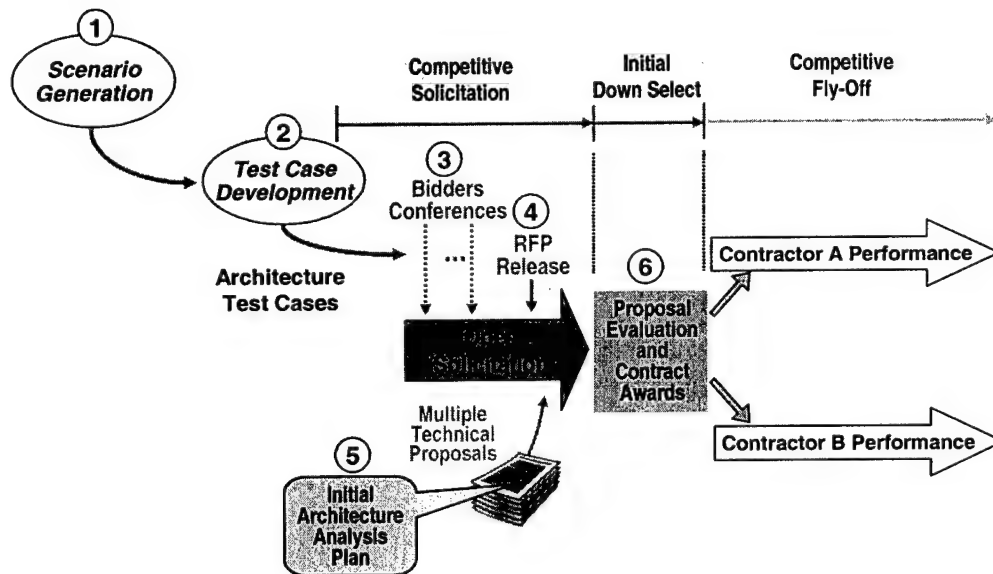 1
Scenario
Generation
2
Test Case
Development
Competitive
Solicitation
Initial
Down Select
Competitive
Fly-Off
3
Bidders
Conferences
...
4
RFP
Release
Architecture
Test Cases
Solicitation
6
Proposal
Evaluation
and
Contract
Awards
Contractor A Performance
Contractor B Performance
Multiple
Technical
Proposals
5
Initial
Architecture
Analysis
Plan